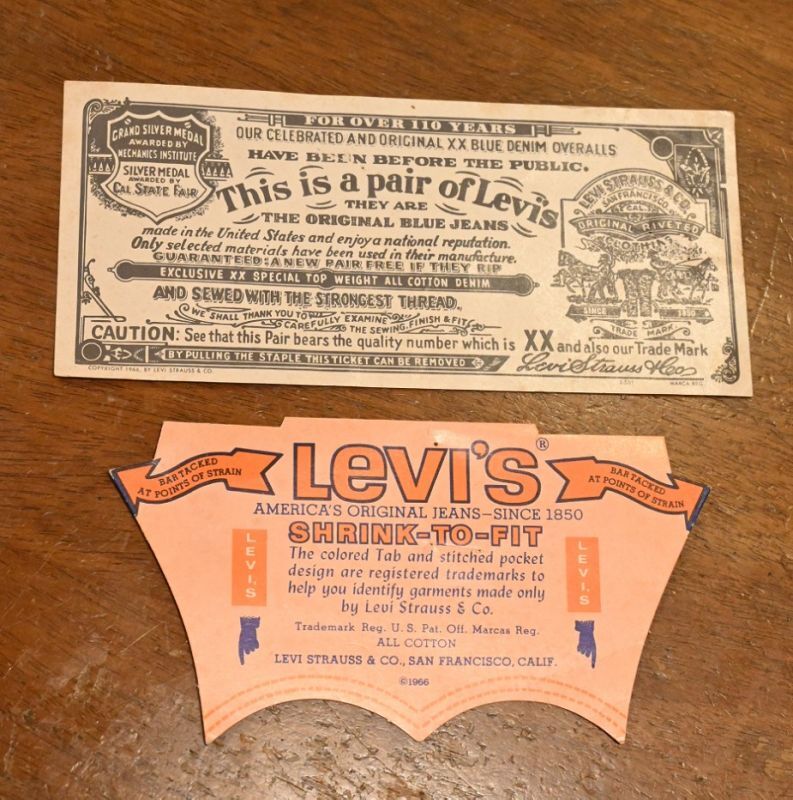 GRAND SILVER MEDAL
AWARDED BY
MECHANICS INSTITUTE
SILVER MEDAL
AWARDED BY
CAL STATE FAIR
FOR OVER 110 YEARS
OUR CELEBRATED AND ORIGINAL XX BLUE DENIM OVERALLS
HAVE BEEN BEFORE THE PUBLIC.
This is a pair of Levi's
THEY ARE
THE ORIGINAL BLUE JEANS
made in the United States and enjoy a national reputation.
Only selected materials have been used in their manufacture.
GUARANTEED: A NEW PAIR FREE IF THEY RIP
EXCLUSIVE XX SPECIAL TOP WEIGHT ALL COTTON DENIM
AND SEWED WITH THE STRONGEST THREAD.
WE SHALL THANK YOU TO
CAREFULLY EXAMINE
THE SEWING, FINISH & FIT
CAUTION: See that this Pair bears the quality number which is XX and also our Trade Mark
BY PULLING THE STAPLE THIS TICKET CAN BE REMOVED
Levi Strauss & Co
LEVI STRAUSS & CO.
SAN FRANCISCO,
CAL.
ORIGINAL RIVETED
CLOTHING
SINCE 1850
TRADE MARK
COPYRIGHT 1966, BY LEVI STRAUSS & CO.
MARCA REG.
BAR TACKED
AT POINTS OF STRAIN
LEVI'S®
BAR TACKED
AT POINTS OF STRAIN
AMERICA'S ORIGINAL JEANS—SINCE 1850
SHRINK-TO-FIT
The colored Tab and stitched pocket
design are registered trademarks to
help you identify garments made only
by Levi Strauss & Co.
LEVI'S
LEVI'S
Trademark Reg. U. S. Pat. Off. Marcas Reg.
ALL COTTON
LEVI STRAUSS & CO., SAN FRANCISCO, CALIF.
©1966